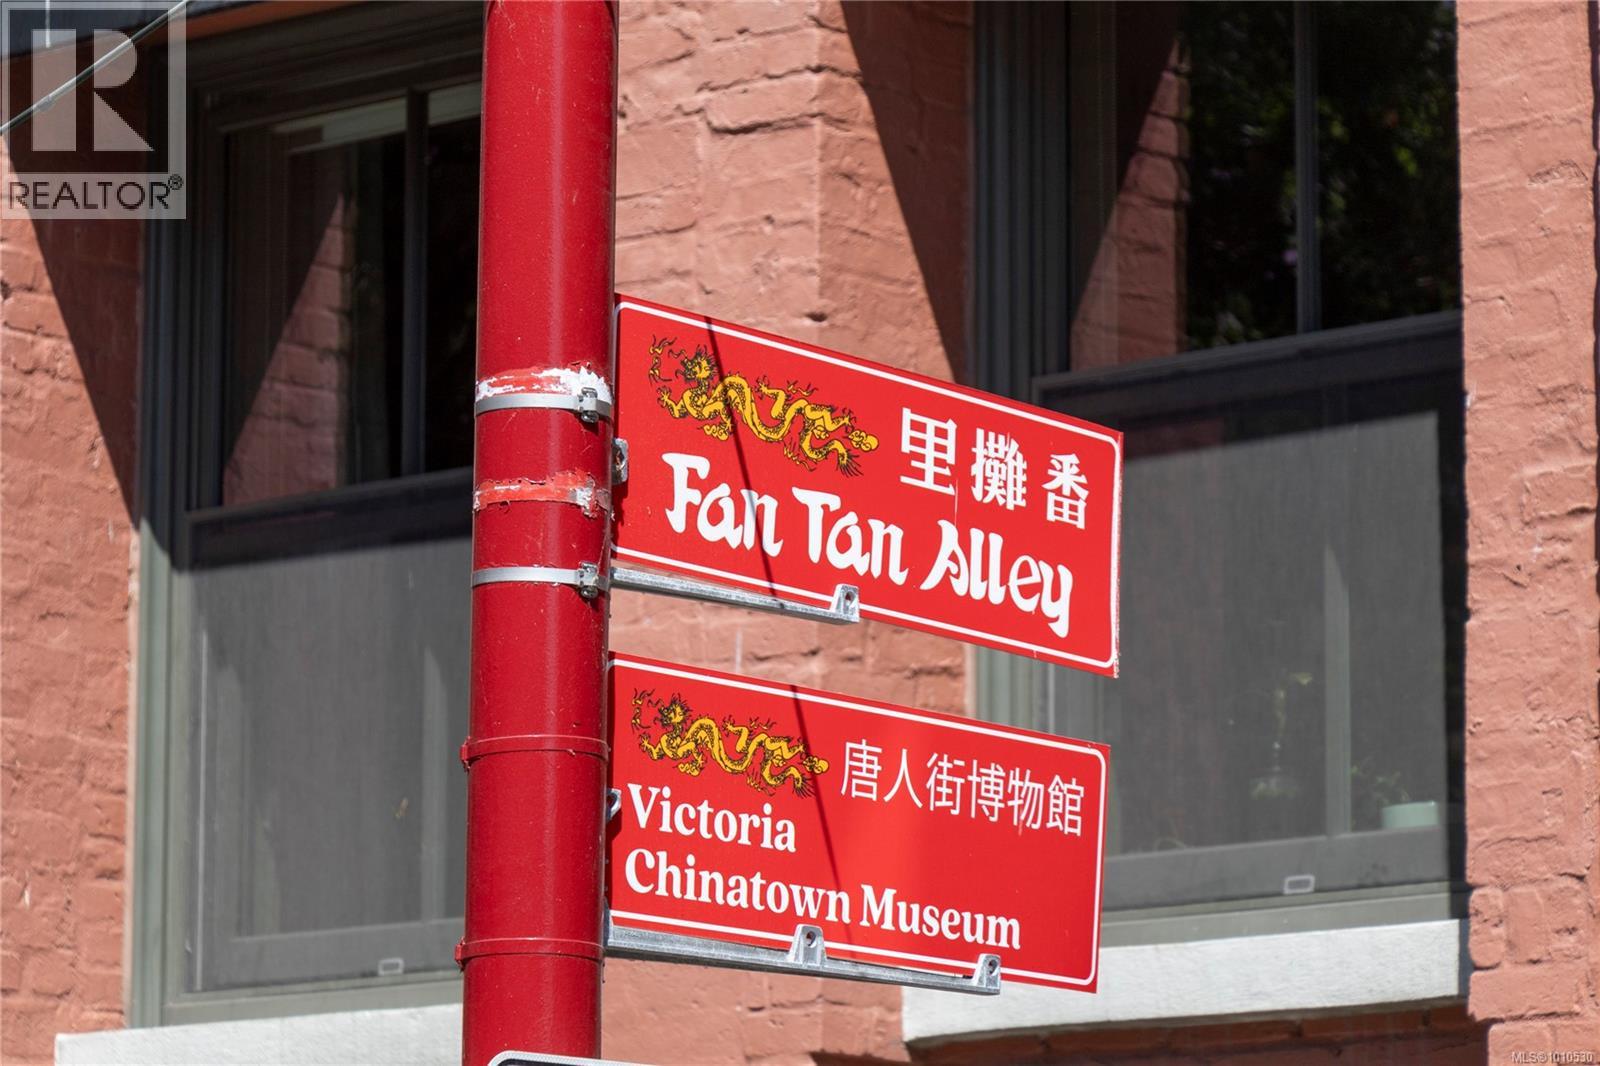 R
REALTOR®
里攤番
Fan Tan Alley
唐人街博物館
Victoria
Chinatown Museum
MLS®1010530